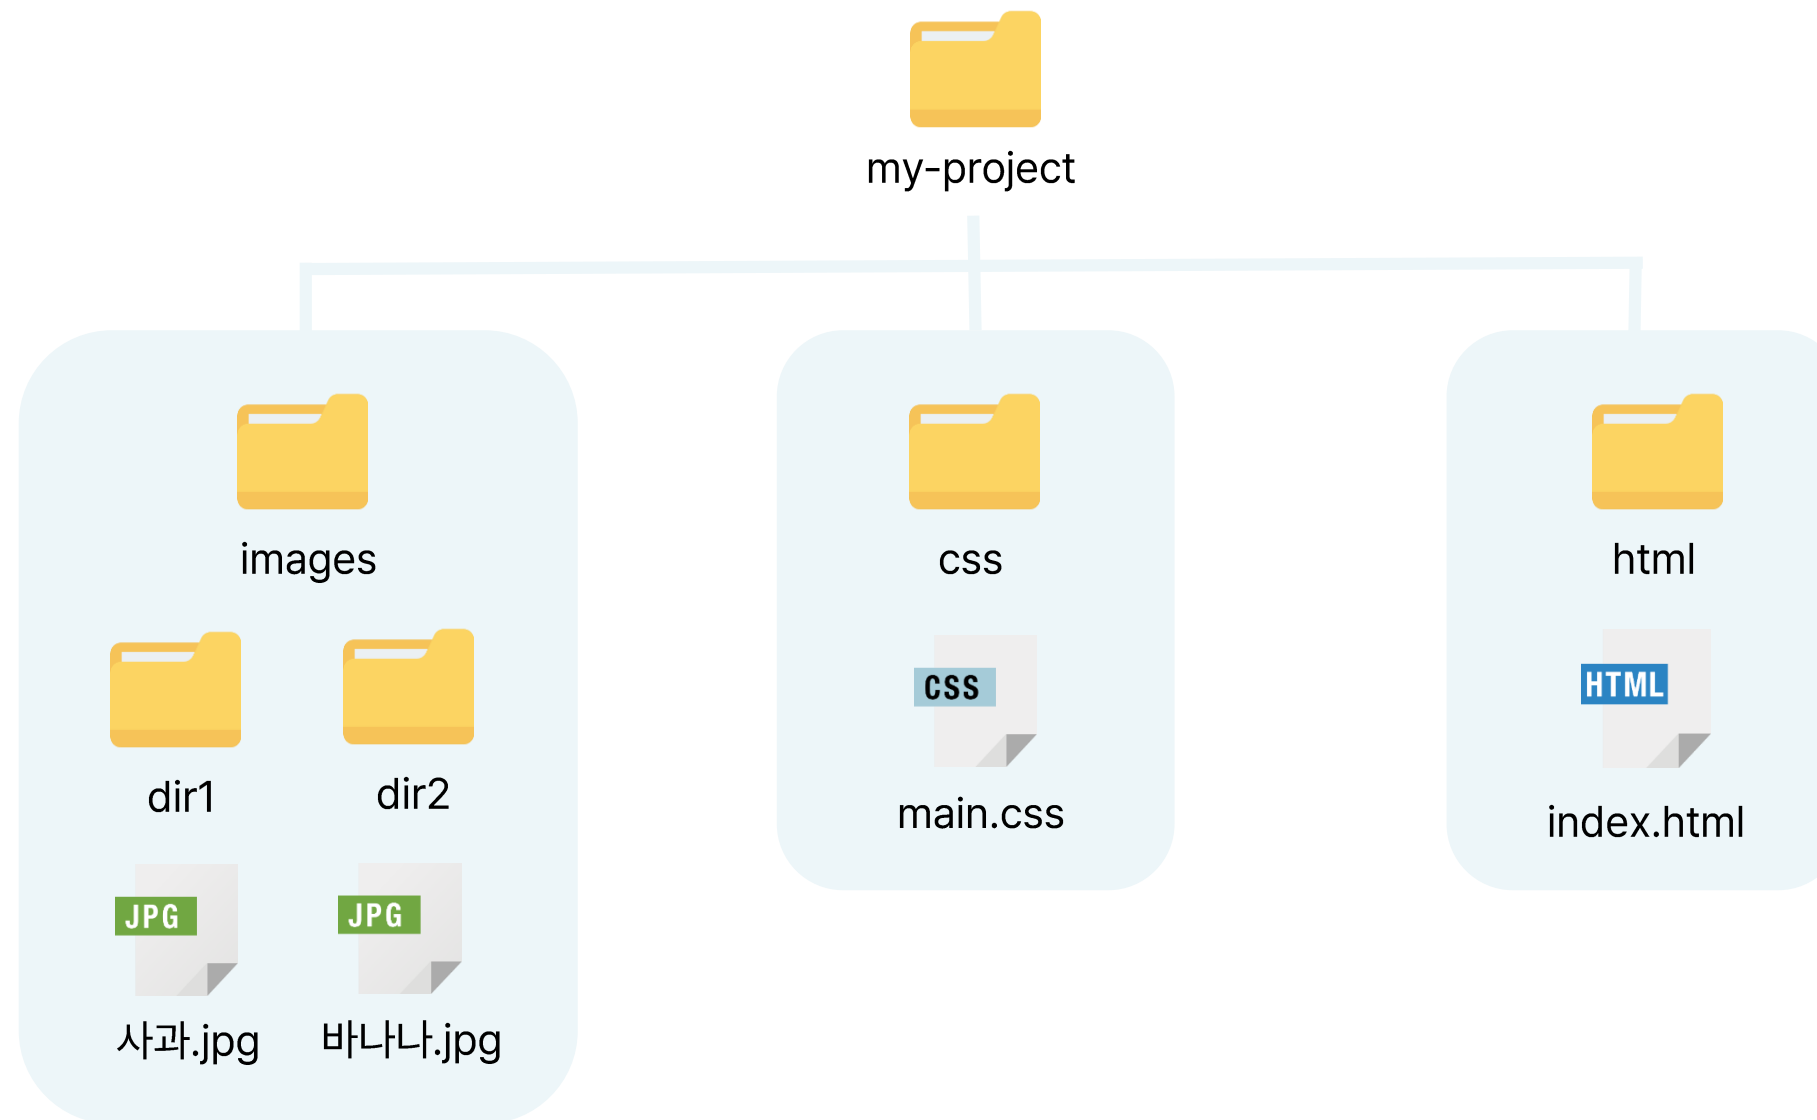 my-project
images
css
html
dir1
dir2
CSS
HTML
main.css
index.html
JPG
JPG
사과.jpg
바나나.jpg